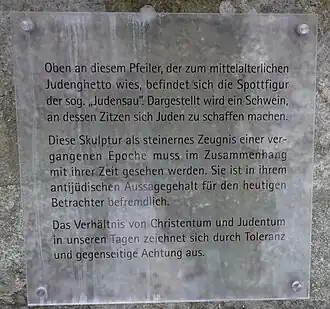 Oben an diesem Pfeiler, der zum mittelalterlichen
Judenghetto wies, befindet sich die Spottfigur
der sog. „Judensau“. Dargestellt wird ein Schwein,
an dessen Zitzen sich Juden zu schaffen machen.
Diese Skulptur als steinernes Zeugnis einer ver-
gangenen Epoche muss im Zusammenhang
mit ihrer Zeit gesehen werden. Sie ist in ihrem
antijüdischen Aussagegehalt für den heutigen
Betrachter befremdlich.
Das Verhältnis von Christentum und Judentum
in unseren Tagen zeichnet sich durch Toleranz
und gegenseitige Achtung aus.